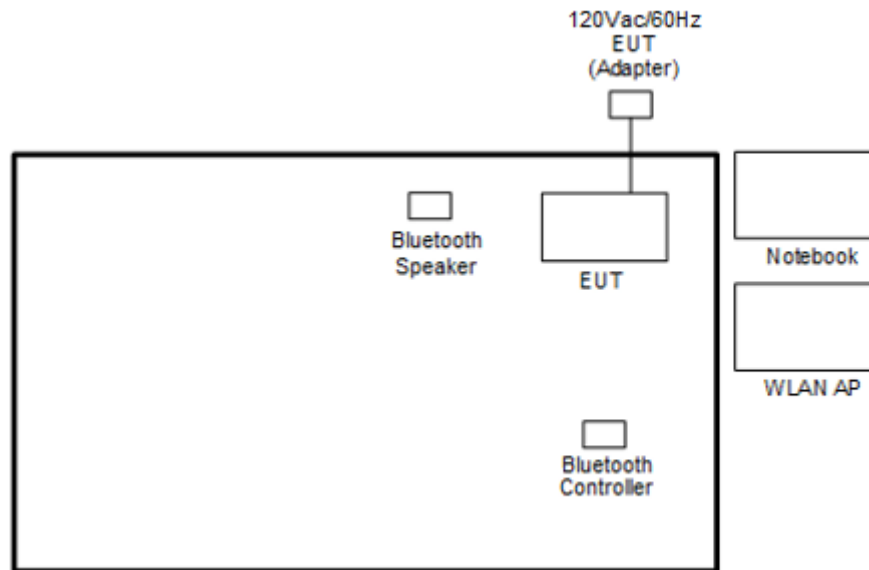 120Vac/60Hz
EUT
(Adapter)
Bluetooth
Speaker
EUT
Notebook
WLAN AP
Bluetooth
Controller